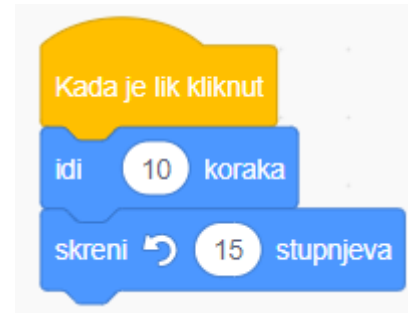 Kada je lik kliknut
idi 10 koraka
skreni 15 stupnjeva